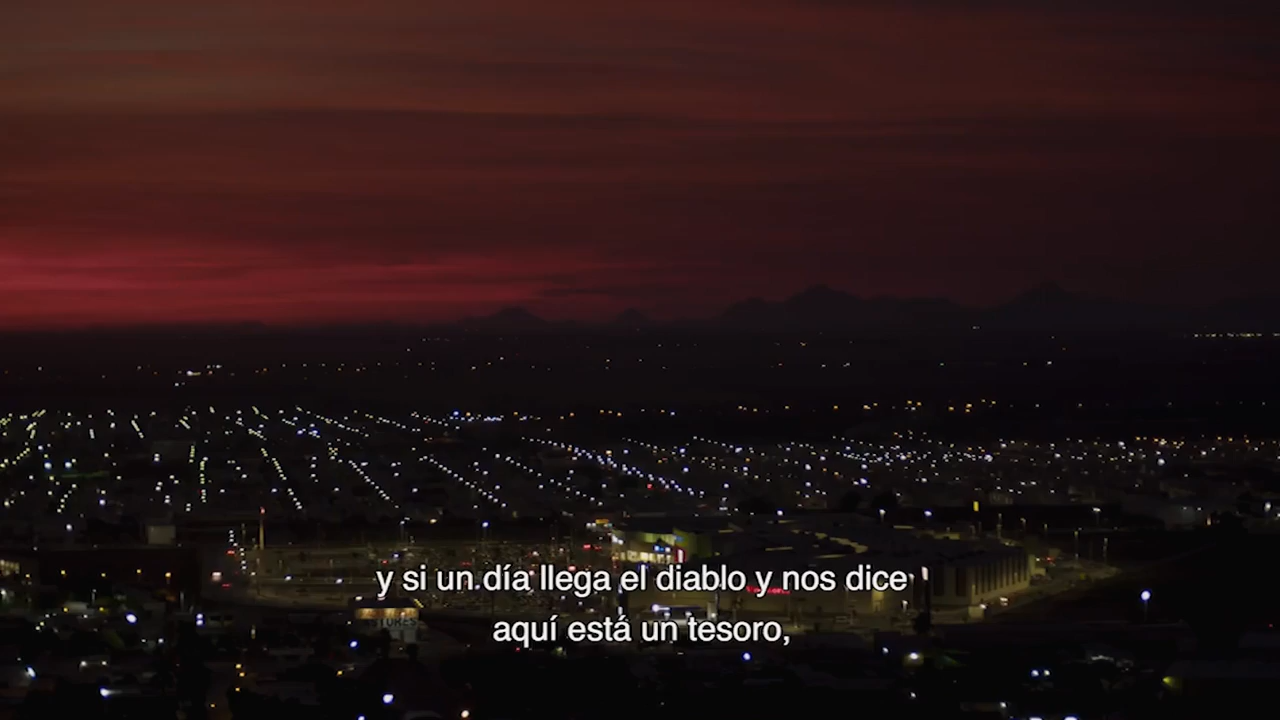 y si un día llega el diablo y nos dice
aquí está un tesoro,